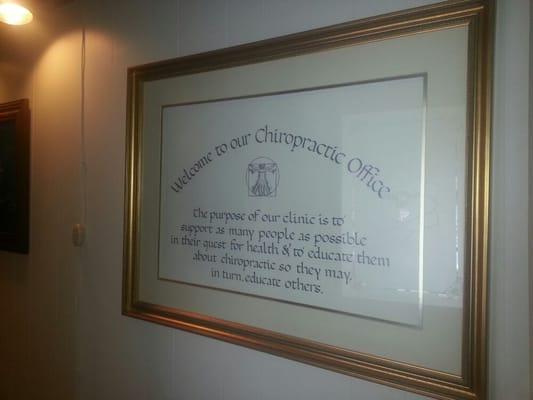 Welcome to our Chiropractic Office
The purpose of our clinic is to
support as many people as possible
in their quest for health & to educate them
about chiropractic so they may,
in turn, educate others.